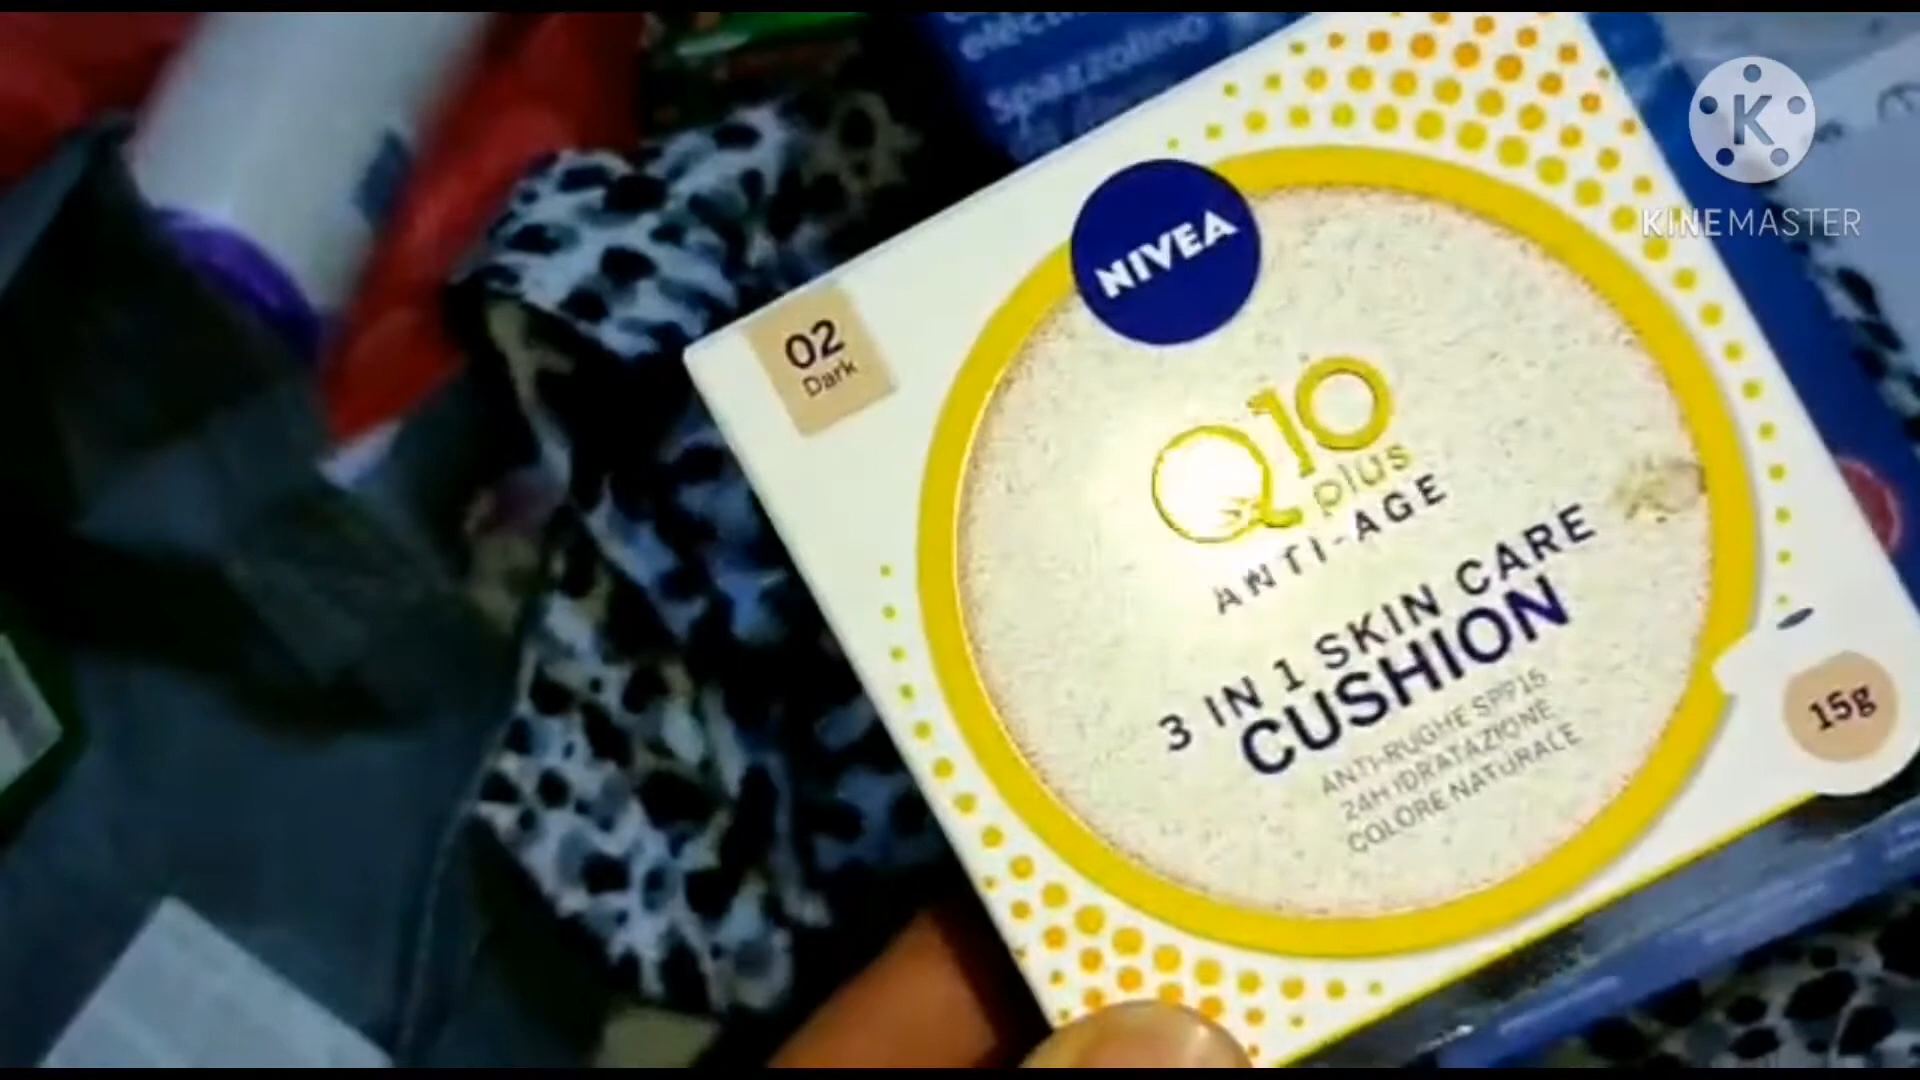 Spazzolino
K
KINEMASTER
NIVEA
02
Dark
Q10
plus
ANTI-AGE
3 IN 1 SKIN CARE
CUSHION
ANTI-RUGHE SPF15
24H IDRATAZIONE
COLORE NATURALE
15g